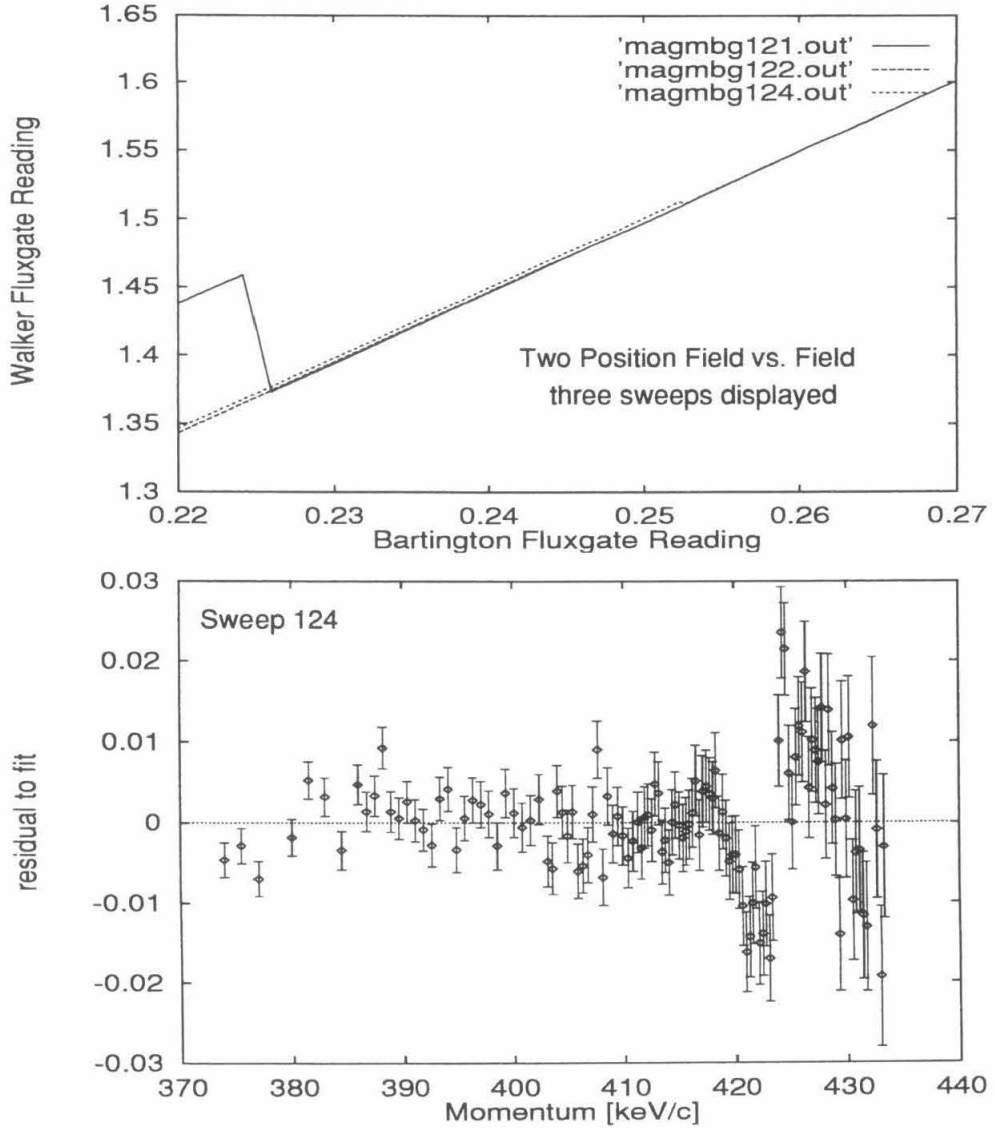 1.65
1.6
1.55
1.5
1.45
1.4
1.35
1.3
Walker Fluxgate Reading
'magmbg121.out'
'magmbg122.out'
'magmbg124.out'
Two Position Field vs. Field
three sweeps displayed
0.22 0.23 0.24 0.25 0.26 0.27
Bartington Fluxgate Reading
0.03
0.02
0.01
0
-0.01
-0.02
-0.03
residual to fit
Sweep 124
370 380 390 400 410 420 430 440
Momentum [keV/c]